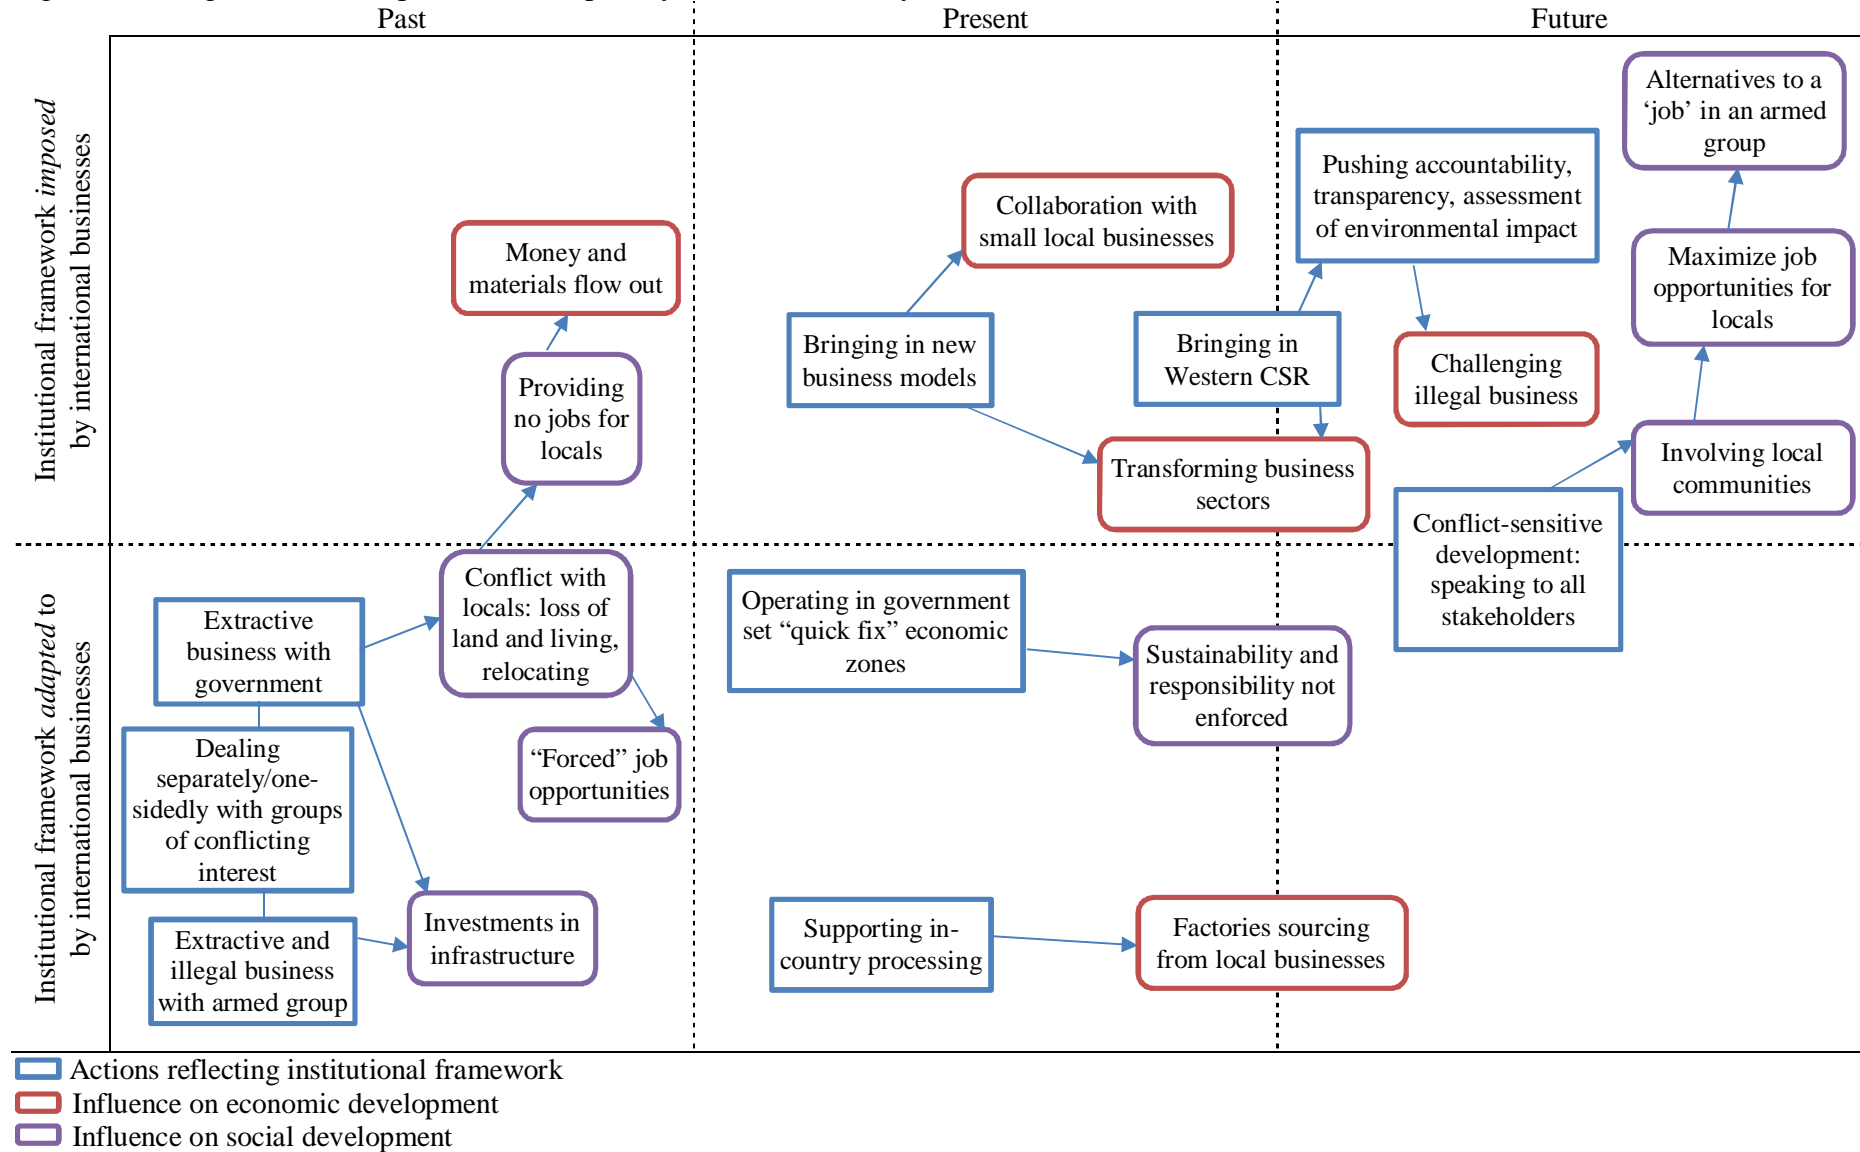 Past
Present
Future
Institutional framework imposed
by international businesses
Money and
materials flow out
Providing
no jobs for
locals
Collaboration with
small local businesses
Bringing in new
business models
Bringing in
Western CSR
Transforming business
sectors
Pushing accountability,
transparency, assessment
of environmental impact
Challenging
illegal business
Alternatives to a
‘job’ in an armed
group
Maximize job
opportunities for
locals
Involving local
communities
Conflict-sensitive
development:
speaking to all
stakeholders
Institutional framework adapted to
by international businesses
Extractive
business with
government
Dealing
separately/one-
sidedly with groups
of conflicting
interest
Extractive and
illegal business
with armed group
Conflict with
locals: loss of
land and living,
relocating
“Forced” job
opportunities
Investments in
infrastructure
Operating in government
set “quick fix” economic
zones
Sustainability and
responsibility not
enforced
Supporting in-
country processing
Factories sourcing
from local businesses
Actions reflecting institutional framework
Influence on economic development
Influence on social development